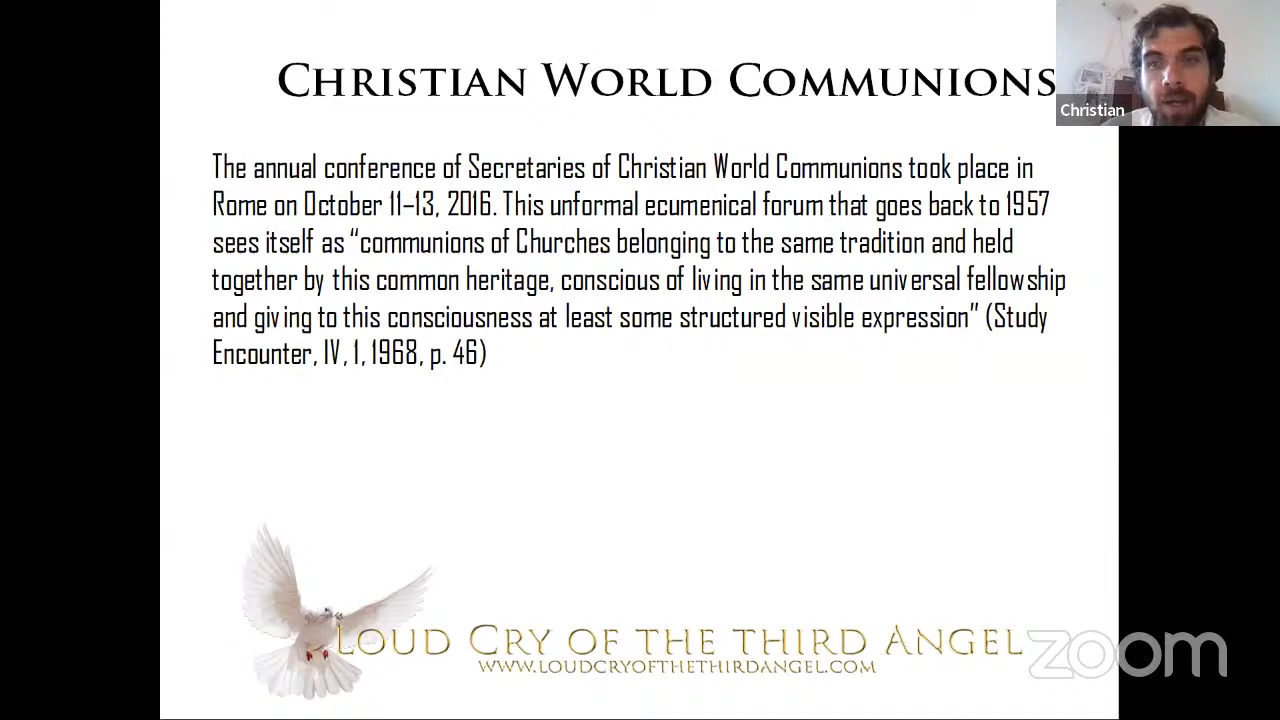 CHRISTIAN WORLD COMMUNIONS
Christian
The annual conference of Secretaries of Christian World Communions took place in
Rome on October 11–13, 2016. This unformal ecumenical forum that goes back to 1957
sees itself as “communions of Churches belonging to the same tradition and held
together by this common heritage, conscious of living in the same universal fellowship
and giving to this consciousness at least some structured visible expression” (Study
Encounter, IV, 1, 1968, p. 46)
LOUD CRY OF THE THIRD ANGEL
WWW.LOUDCRYOFTHETHIRDANGEL.COM
zoom